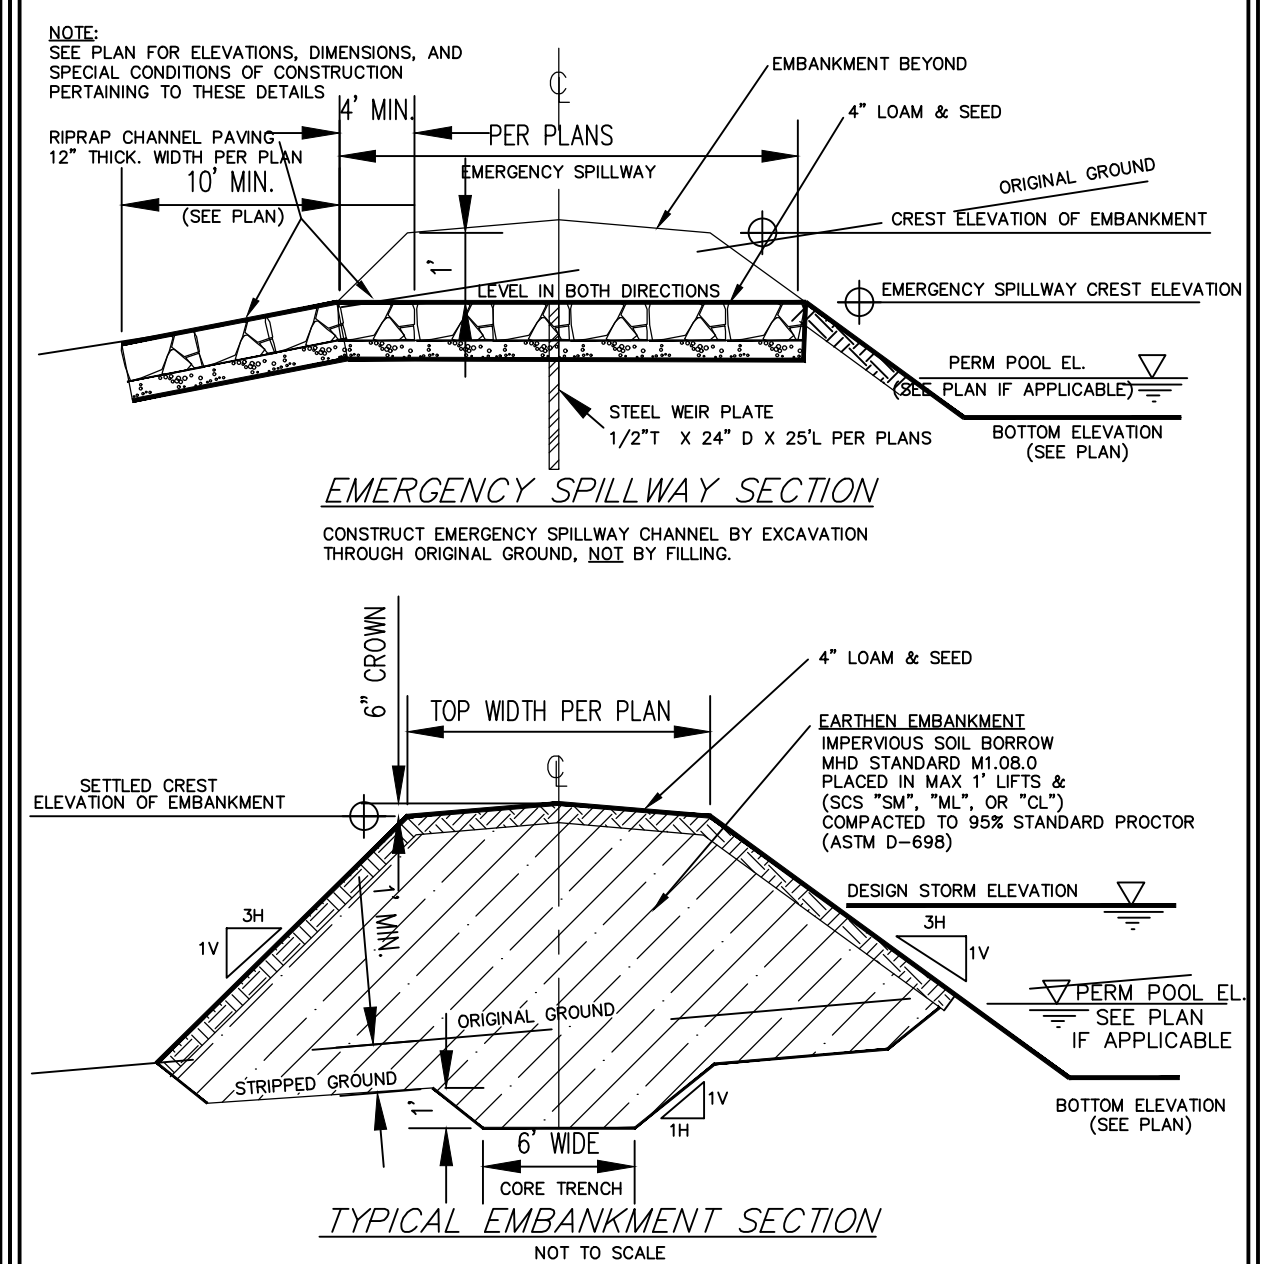 NOTE:
SEE PLAN FOR ELEVATIONS, DIMENSIONS, AND
SPECIAL CONDITIONS OF CONSTRUCTION
PERTAINING TO THESE DETAILS
4' MIN.
RIPRAP CHANNEL PAVING
12" THICK. WIDTH PER PLAN
10' MIN.
(SEE PLAN)
℄
PER PLANS
EMERGENCY SPILLWAY
EMBANKMENT BEYOND
4" LOAM & SEED
ORIGINAL GROUND
CREST ELEVATION OF EMBANKMENT
1'
LEVEL IN BOTH DIRECTIONS
EMERGENCY SPILLWAY CREST ELEVATION
PERM POOL EL.
(SEE PLAN IF APPLICABLE)
STEEL WEIR PLATE
1/2"T X 24" D X 25'L PER PLANS
BOTTOM ELEVATION
(SEE PLAN)
EMERGENCY SPILLWAY SECTION
CONSTRUCT EMERGENCY SPILLWAY CHANNEL BY EXCAVATION
THROUGH ORIGINAL GROUND, NOT BY FILLING.
6" CROWN
TOP WIDTH PER PLAN
4" LOAM & SEED
EARTHEN EMBANKMENT
IMPERVIOUS SOIL BORROW
MHD STANDARD M1.08.0
PLACED IN MAX 1' LIFTS &
(SCS "SM", "ML", OR "CL")
COMPACTED TO 95% STANDARD PROCTOR
(ASTM D-698)
℄
SETTLED CREST
ELEVATION OF EMBANKMENT
DESIGN STORM ELEVATION
1' MIN.
3H
1V
3H
1V
PERM POOL EL.
SEE PLAN
IF APPLICABLE
ORIGINAL GROUND
STRIPPED GROUND
1'
1V
1H
BOTTOM ELEVATION
(SEE PLAN)
6' WIDE
CORE TRENCH
TYPICAL EMBANKMENT SECTION
NOT TO SCALE